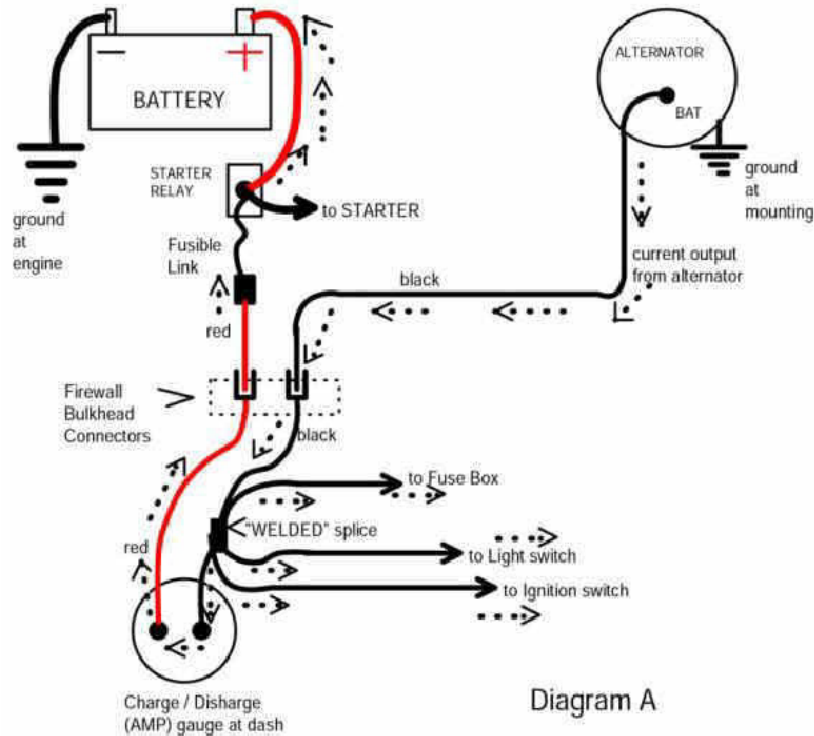 BATTERY
ALTERNATOR
BAT
STARTER
RELAY
ground
at
mounting
to STARTER
ground
at
engine
Fusible
Link
current output
from alternator
black
red
Firewall
Bulkhead
Connectors
black
to Fuse Box
"WELDED" splice
red
to Light switch
to Ignition switch
Charge / Disharge
(AMP) gauge at dash
Diagram A